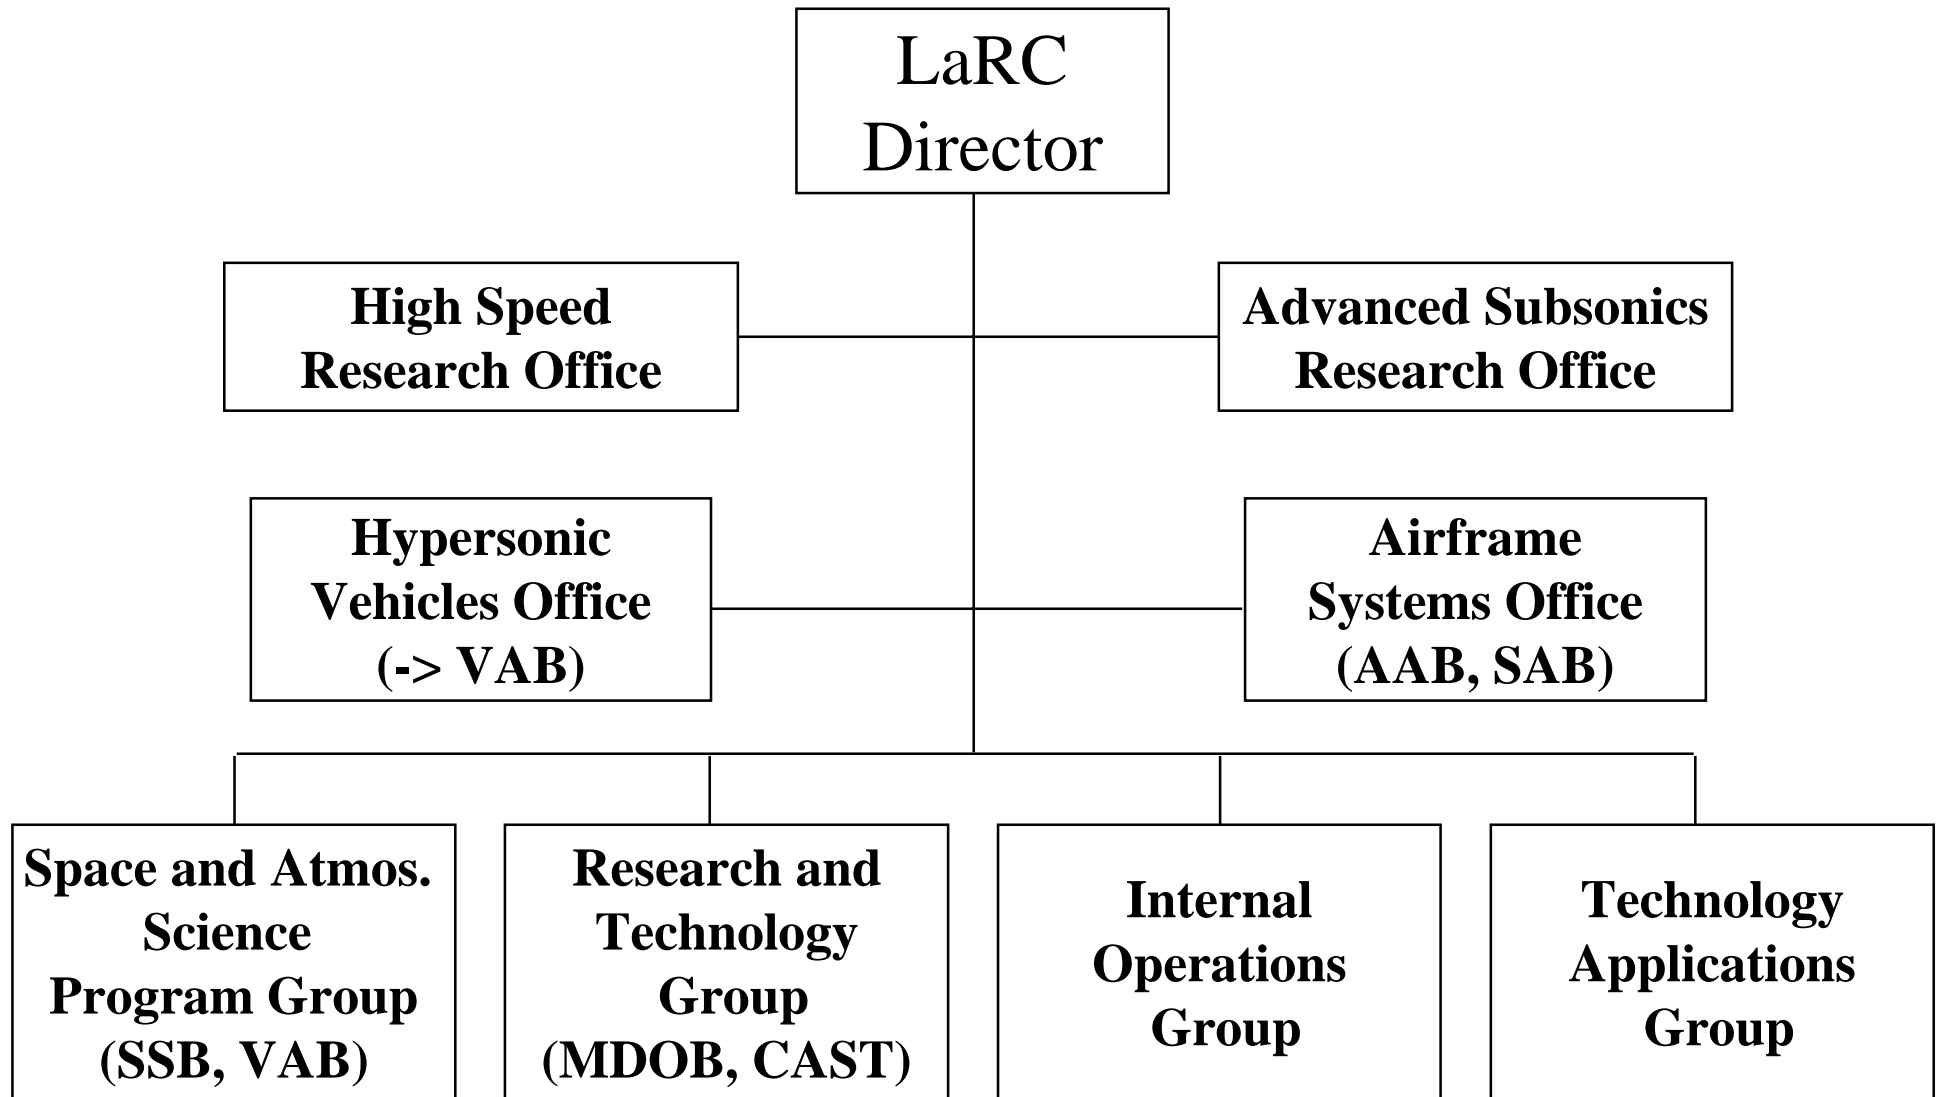 LaRC
Director
High Speed
Research Office
Advanced Subsonics
Research Office
Hypersonic
Vehicles Office
(-> VAB)
Airframe
Systems Office
(AAB, SAB)
Space and Atmos.
Science
Program Group
(SSB, VAB)
Research and
Technology
Group
(MDOB, CAST)
Internal
Operations
Group
Technology
Applications
Group